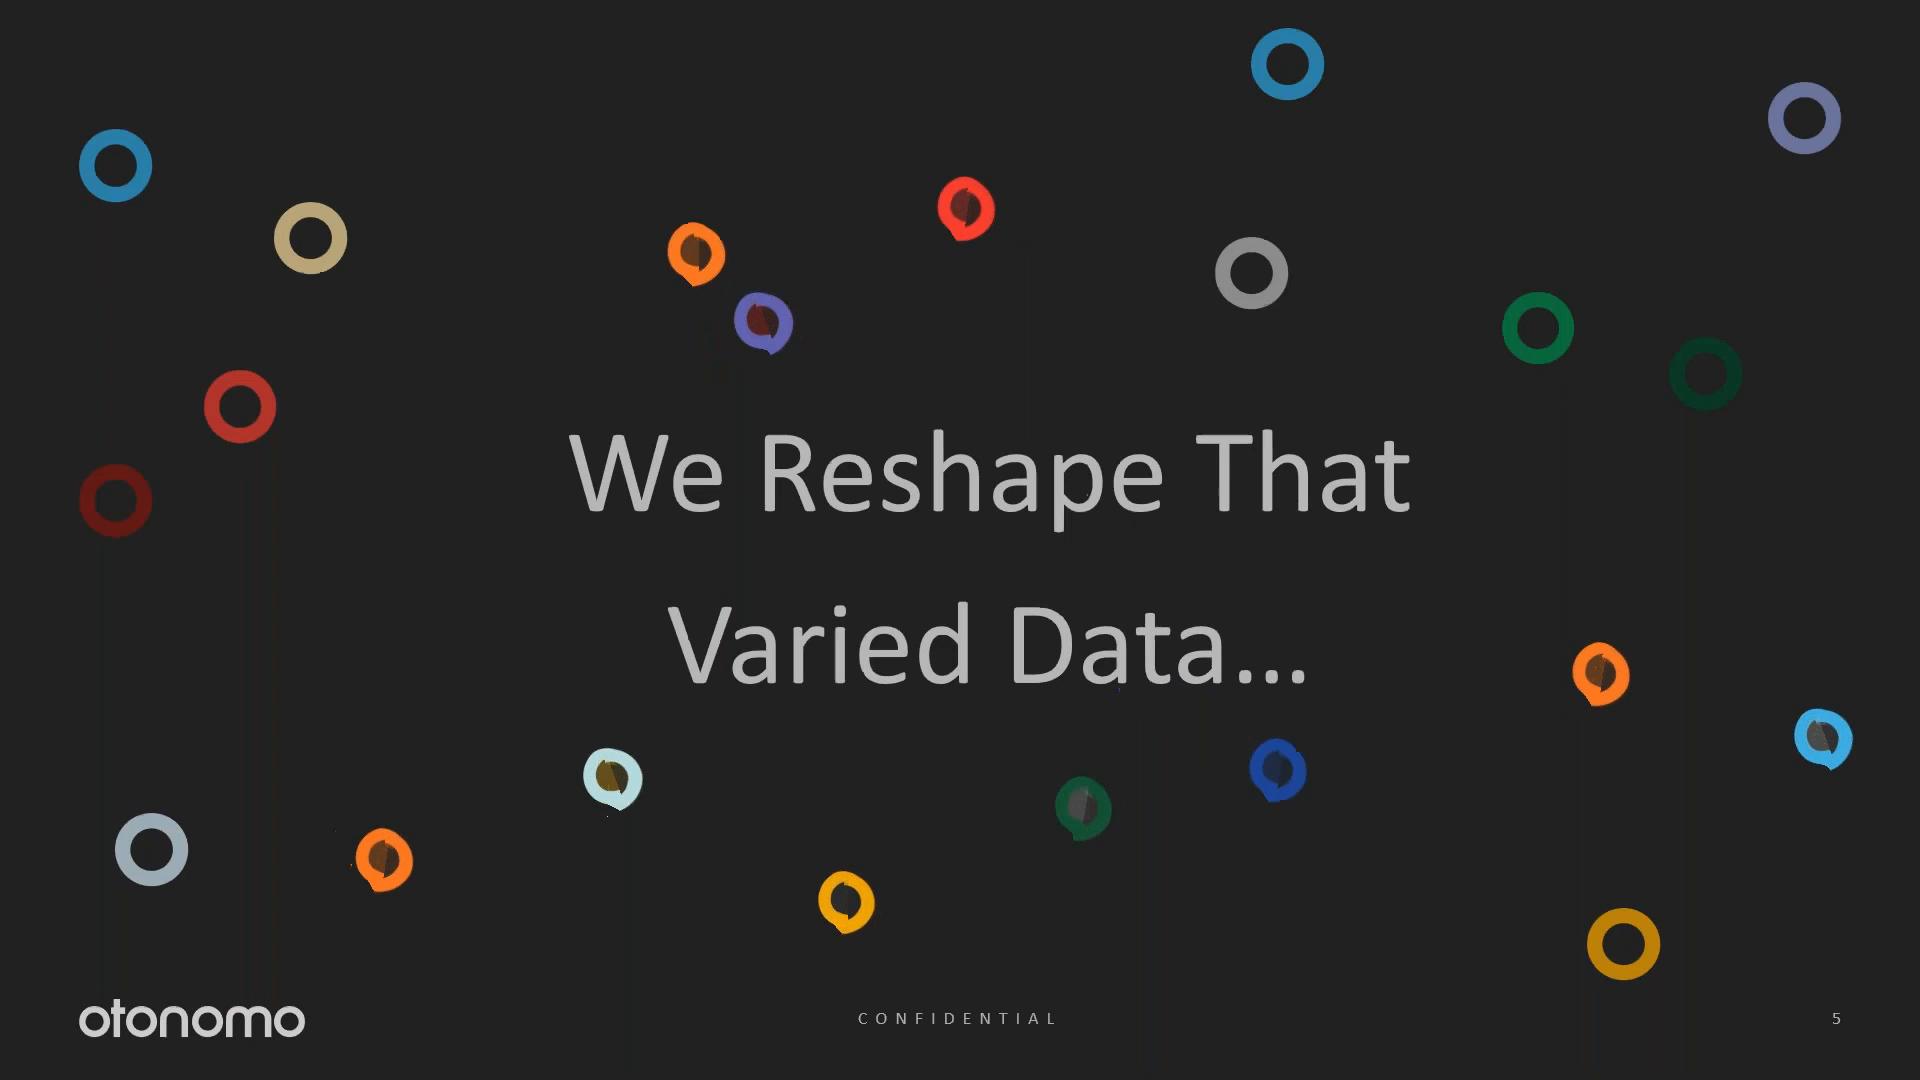 We Reshape That
Varied Data...
otonomo
CONFIDENTIAL
5